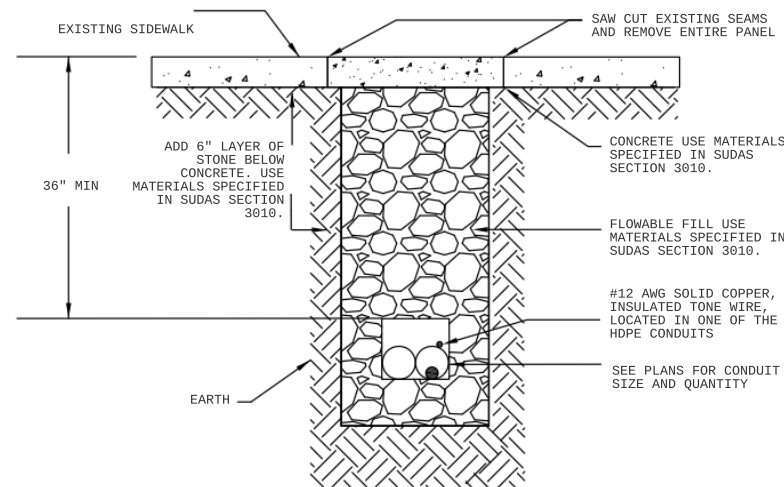 EXISTING SIDEWALK
SAW CUT EXISTING SEAMS
AND REMOVE ENTIRE PANEL
ADD 6" LAYER OF
STONE BELOW
CONCRETE. USE
MATERIALS SPECIFIED
IN SUDAS SECTION
3010.
36" MIN
CONCRETE USE MATERIALS
SPECIFIED IN SUDAS
SECTION 3010.
FLOWABLE FILL USE
MATERIALS SPECIFIED IN
SUDAS SECTION 3010.
#12 AWG SOLID COPPER,
INSULATED TONE WIRE,
LOCATED IN ONE OF THE
HDPE CONDUITS
SEE PLANS FOR CONDUIT
SIZE AND QUANTITY
EARTH